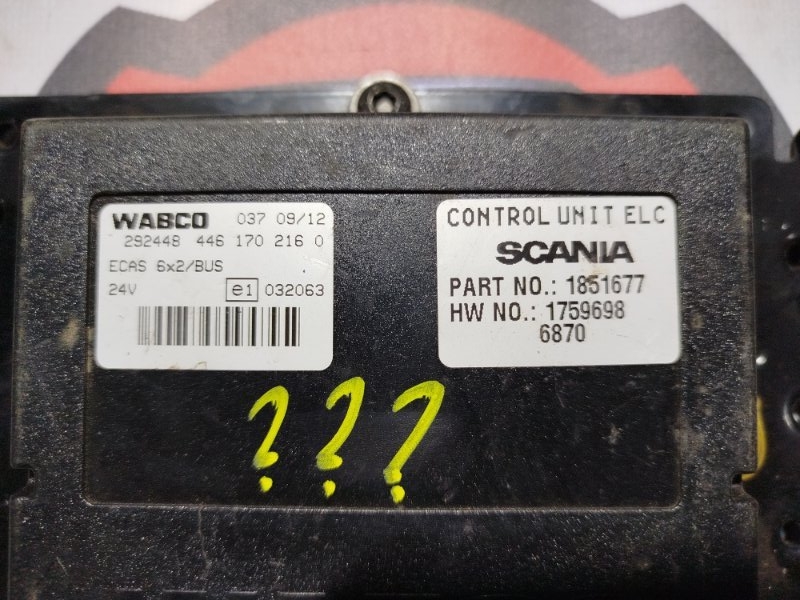 WABCO 037 09/12
292448 446 170 216 0
ECAS 6x2/BUS
24V e1 032063
CONTROL UNIT ELC
SCANIA
PART NO.: 1851677
HW NO.: 1759698
6870
???